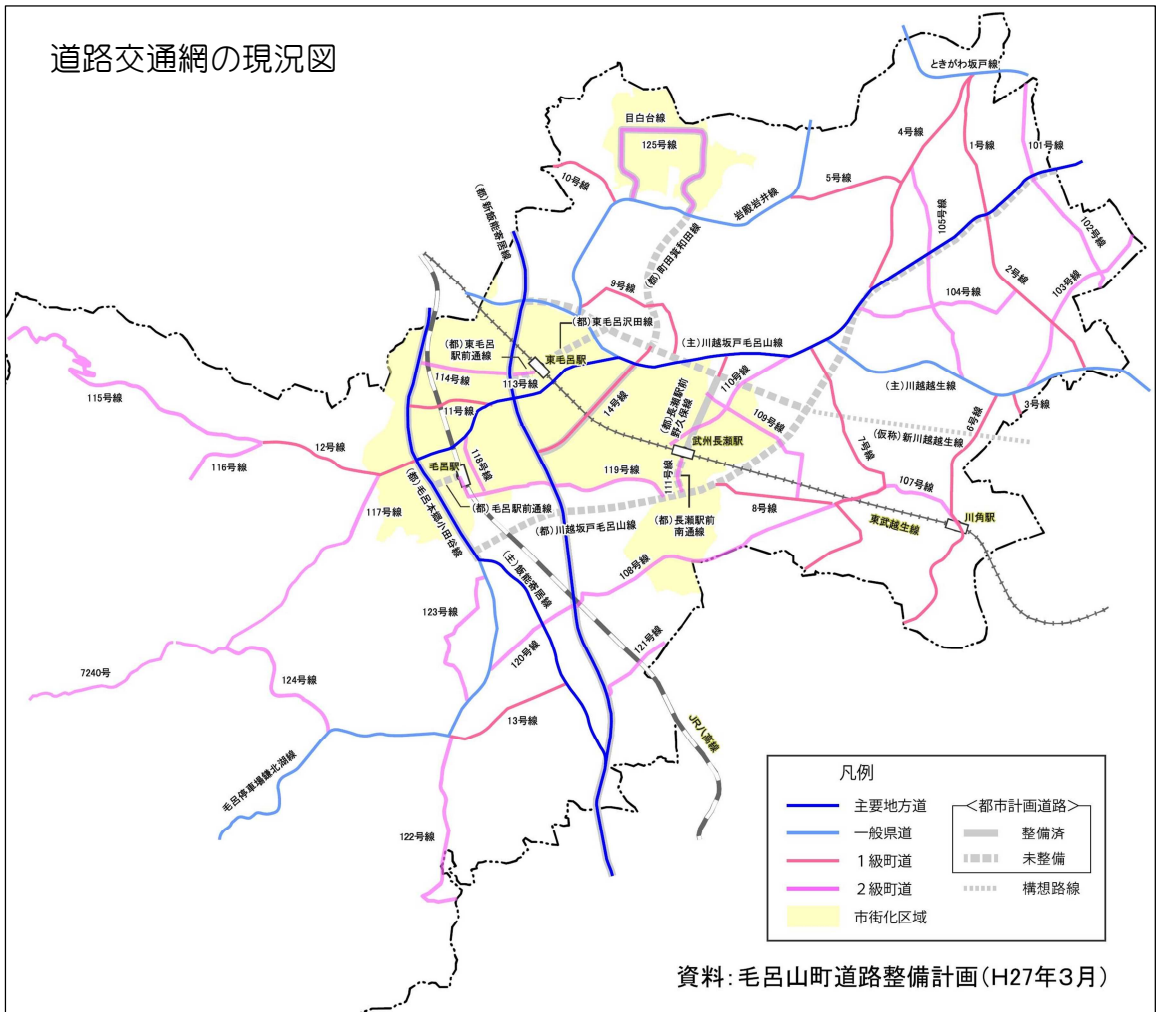 道路交通網の現況図
ときがわ坂戸線
目白台線
125号線
4号線
1号線
101号線
10号線
5号線
岩殿岩井線
(都)新飯能寄居線
105号線
102号線
(都)町田箕和田線
9号線
2号線
103号線
104号線
(都)東毛呂沢田線
(都)東毛呂
駅前通線
東毛呂駅
(主)川越坂戸毛呂山線
114号線
113号線
110号線
(主)川越越生線
115号線
11号線
14号線
(都)長瀬駅前
野久保線
109号線
3号線
6号線
(仮称)新川越越生線
12号線
116号線
118号線
武州長瀬駅
7号線
毛呂駅
119号線
111号線
107号線
(都)毛呂駅前通線
117号線
(都)毛呂本郷小田谷線
(都)川越坂戸毛呂山線
(都)長瀬駅前
南通線
8号線
東武越生線
川角駅
(主)飯能寄居線
108号線
123号線
120号線
121号線
7240号
124号線
13号線
JR八高線
毛呂停車場鎌北湖線
122号線
凡例
主要地方道
一般県道
1級町道
2級町道
市街化区域
<都市計画道路>
整備済
未整備
構想路線
資料:毛呂山町道路整備計画(H27年3月)